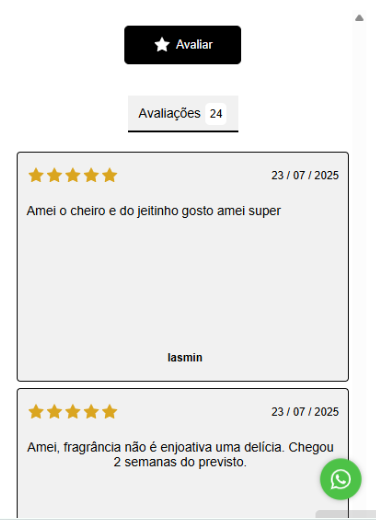 Avaliar
Avaliações 24
23 / 07 / 2025
Amei o cheiro e do jeitinho gosto amei super
Iasmin
23 / 07 / 2025
Amei, fragrância não é enjoativa uma delícia. Chegou
2 semanas do previsto.